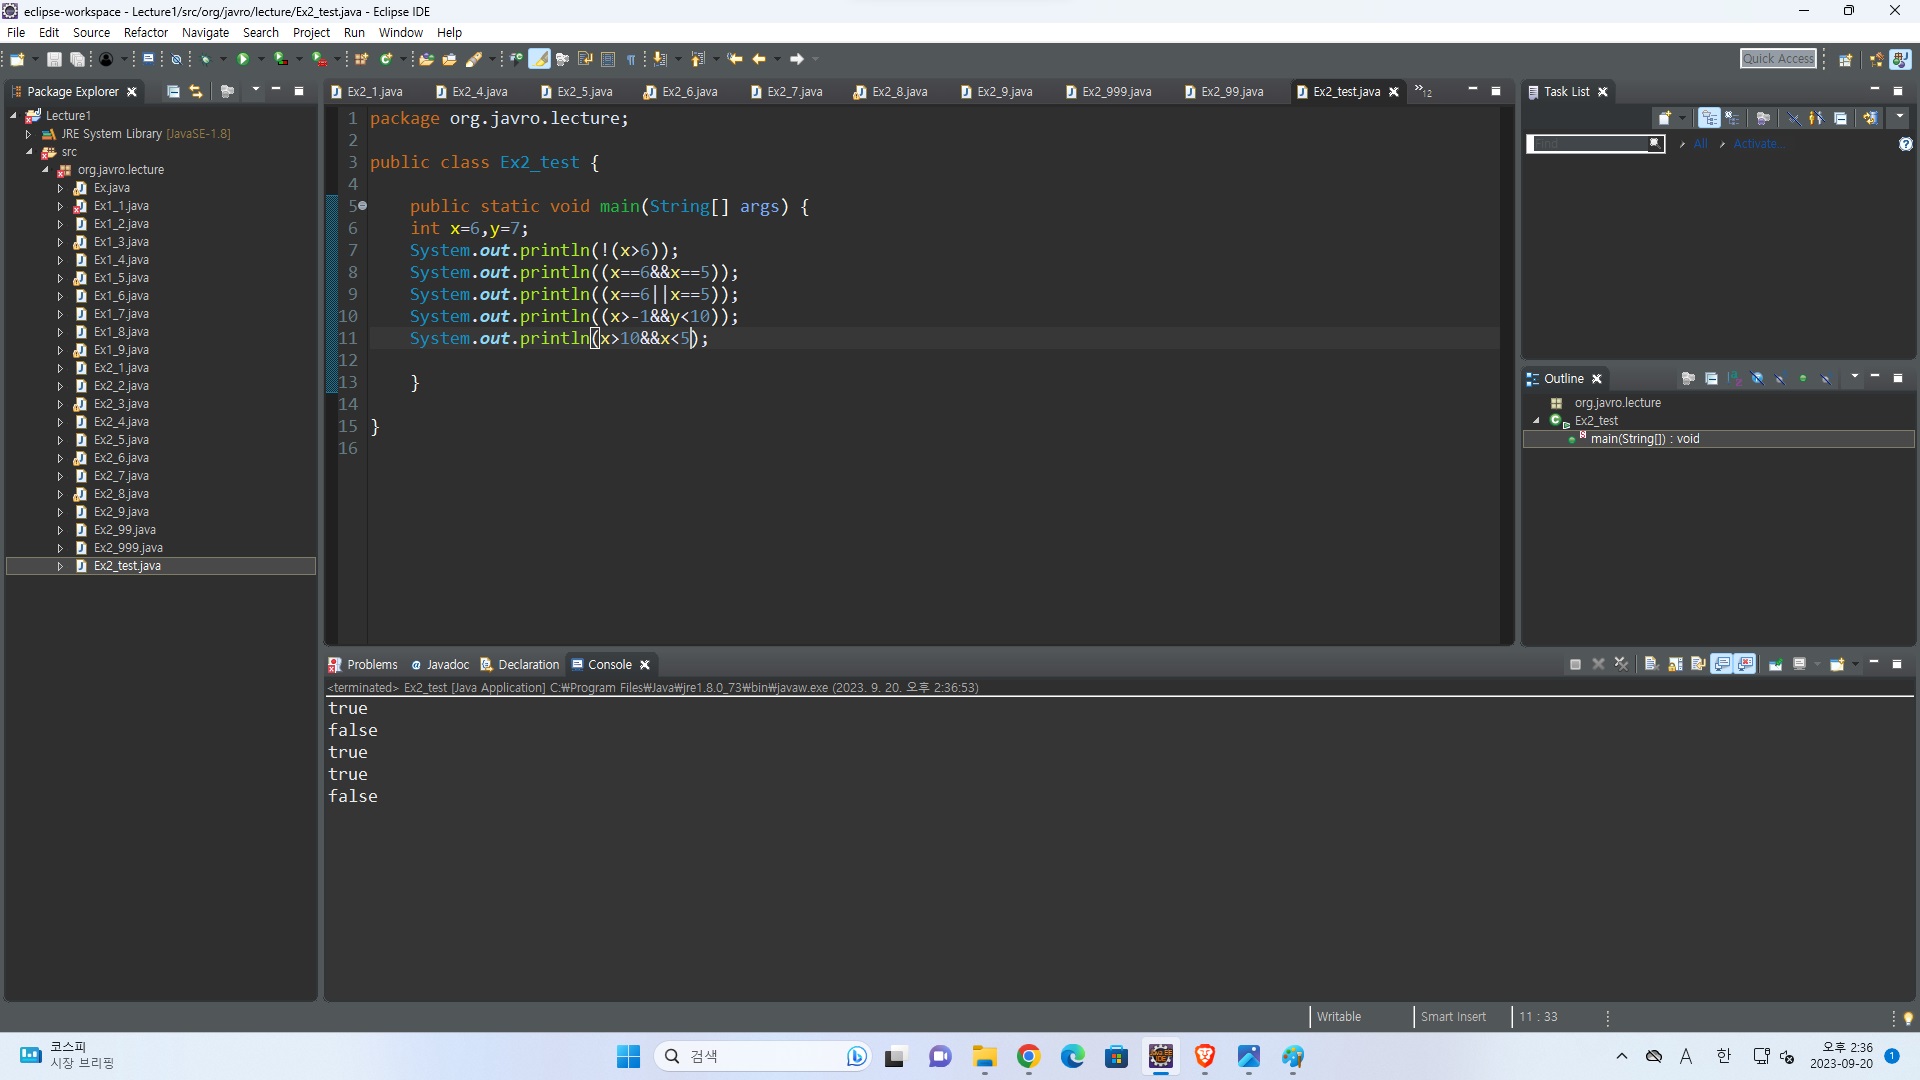 eclipse-workspace - Lecture1/src/org/javro/lecture/Ex2_test.java - Eclipse IDE
File Edit Source Refactor Navigate Search Project Run Window Help
Quick Access
Package Explorer
Lecture1
JRE System Library [JavaSE-1.8]
src
org.javro.lecture
Ex.java
Ex1_1.java
Ex1_2.java
Ex1_3.java
Ex1_4.java
Ex1_5.java
Ex1_6.java
Ex1_7.java
Ex1_8.java
Ex1_9.java
Ex2_1.java
Ex2_2.java
Ex2_3.java
Ex2_4.java
Ex2_5.java
Ex2_6.java
Ex2_7.java
Ex2_8.java
Ex2_9.java
Ex2_99.java
Ex2_999.java
Ex2_test.java
Ex2_1.java Ex2_4.java Ex2_5.java Ex2_6.java Ex2_7.java Ex2_8.java Ex2_9.java Ex2_999.java Ex2_99.java Ex2_test.java »12
1 package org.javro.lecture;
2
3 public class Ex2_test {
4
5 public static void main(String[] args) {
6 int x=6,y=7;
7 System.out.println(!(x>6));
8 System.out.println((x==6&&x==5));
9 System.out.println((x==6||x==5));
10 System.out.println((x>-1&&y<10));
11 System.out.println(x>10&&x<5);
12
13 }
14
15 }
16
Task List
Find All Activate...
Outline
org.javro.lecture
Ex2_test
main(String[]) : void
Problems Javadoc Declaration Console
<terminated> Ex2_test [Java Application] C:₩Program Files₩Java₩jre1.8.0_73₩bin₩javaw.exe (2023. 9. 20. 오후 2:36:53)
true
false
true
true
false
Writable Smart Insert 11 : 33
코스피
시장 브리핑
검색
A 한
오후 2:36
2023-09-20
1